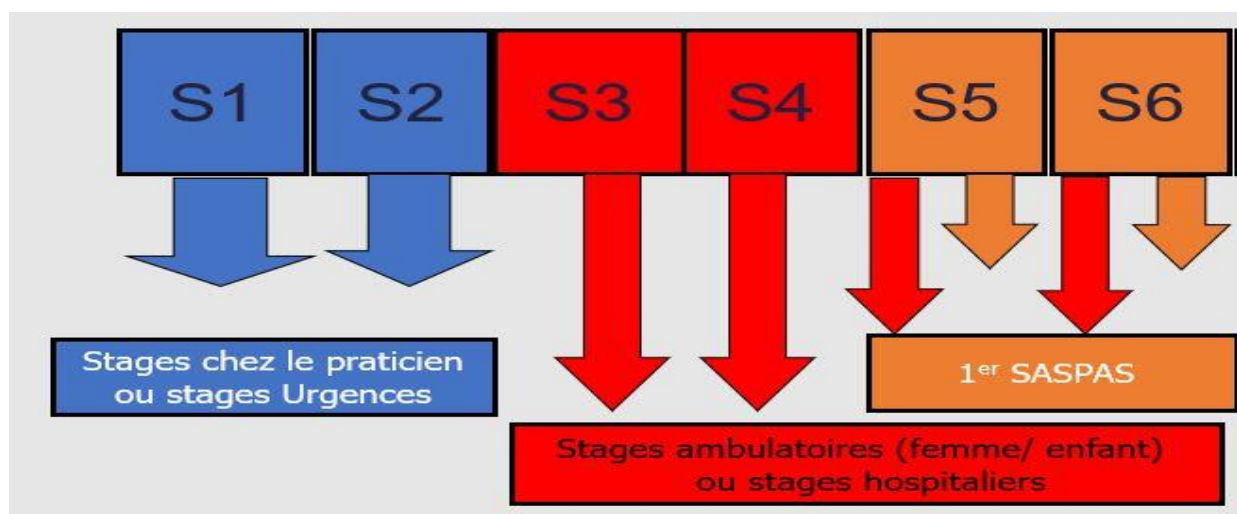 S1 S2 S3 S4 S5 S6
Stages chez le praticien
ou stages Urgences
1er SASPAS
Stages ambulatoires (femme/ enfant)
ou stages hospitaliers